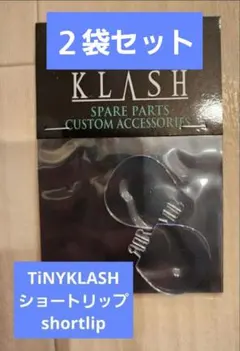 2袋セット
KLASH
SPARE PARTS
CUSTOM ACCESSORIES
TiNYKLASH
ショートリップ
shortlip